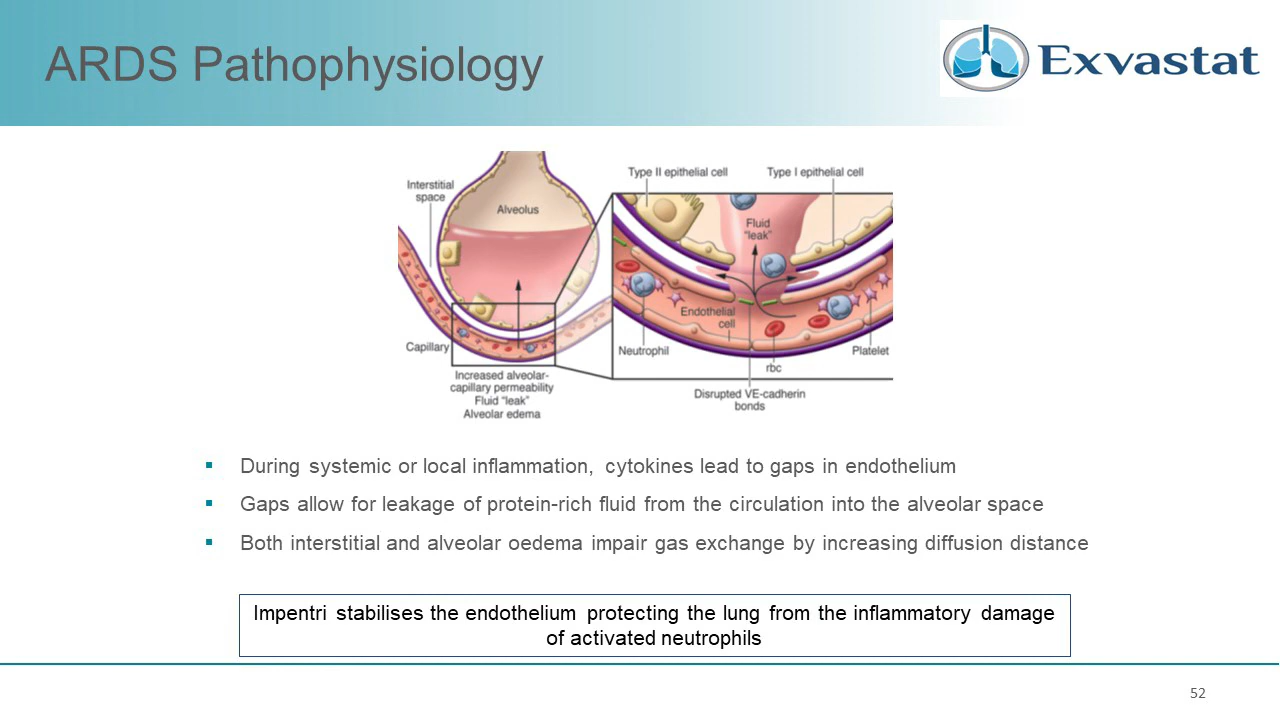 ARDS Pathophysiology
Exvastat
Interstitial
space
Alveolus
Capillary
Increased alveolar-
capillary permeability
Fluid "leak"
Alveolar edema
Type II epithelial cell
Type I epithelial cell
Fluid
"leak"
Endothelial
cell
Neutrophil
rbc
Platelet
Disrupted VE-cadherin
bonds
▪ During systemic or local inflammation, cytokines lead to gaps in endothelium
▪ Gaps allow for leakage of protein-rich fluid from the circulation into the alveolar space
▪ Both interstitial and alveolar oedema impair gas exchange by increasing diffusion distance
Impentri stabilises the endothelium protecting the lung from the inflammatory damage
of activated neutrophils
52